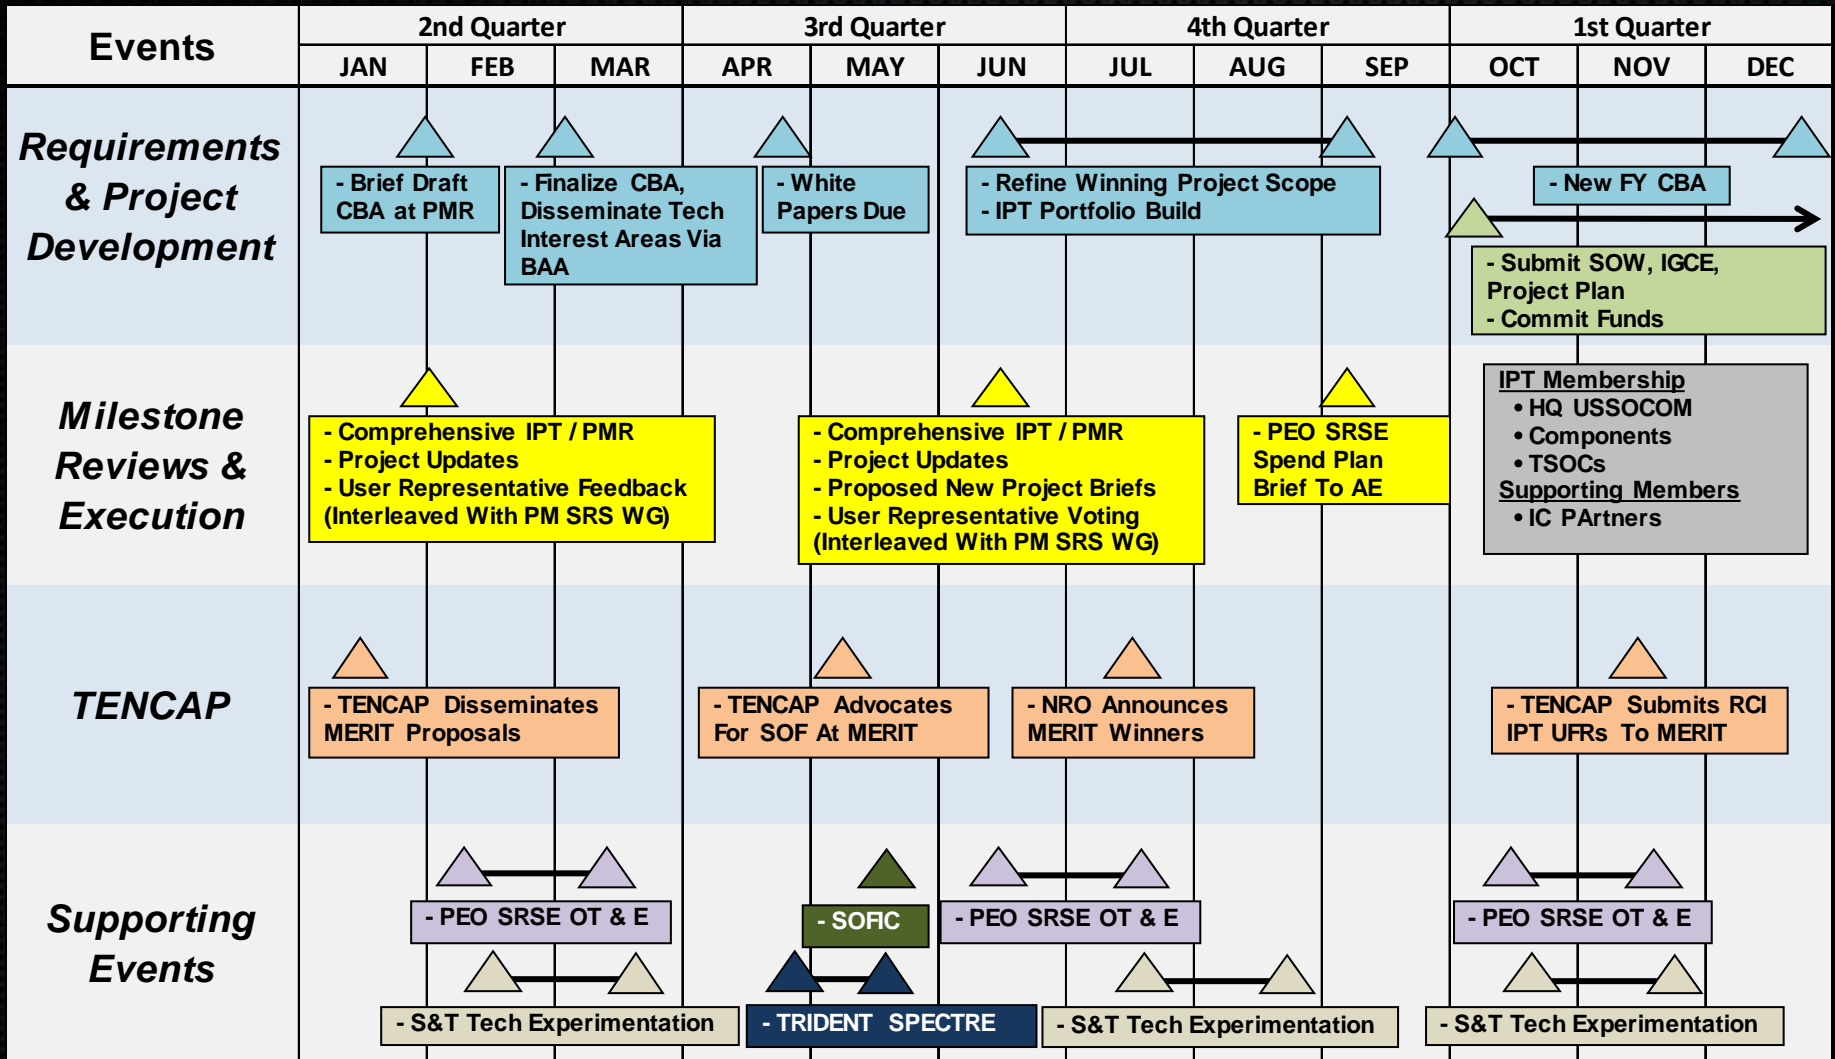 Events
2nd Quarter
3rd Quarter
4th Quarter
1st Quarter
JAN
FEB
MAR
APR
MAY
JUN
JUL
AUG
SEP
OCT
NOV
DEC
Requirements
& Project
Development
- Brief Draft
CBA at PMR
- Finalize CBA,
Disseminate Tech
Interest Areas Via
BAA
- White
Papers Due
- Refine Winning Project Scope
- IPT Portfolio Build
- New FY CBA
- Submit SOW, IGCE,
Project Plan
- Commit Funds
Milestone
Reviews &
Execution
- Comprehensive IPT / PMR
- Project Updates
- User Representative Feedback
(Interleaved With PM SRS WG)
- Comprehensive IPT / PMR
- Project Updates
- Proposed New Project Briefs
- User Representative Voting
(Interleaved With PM SRS WG)
- PEO SRSE
Spend Plan
Brief To AE
IPT Membership
• HQ USSOCOM
• Components
• TSOCs
Supporting Members
• IC PArtners
TENCAP
- TENCAP Disseminates
MERIT Proposals
- TENCAP Advocates
For SOF At MERIT
- NRO Announces
MERIT Winners
- TENCAP Submits RCI
IPT UFRs To MERIT
Supporting
Events
- PEO SRSE OT & E
- SOFIC
- PEO SRSE OT & E
- PEO SRSE OT & E
- S&T Tech Experimentation
- TRIDENT SPECTRE
- S&T Tech Experimentation
- S&T Tech Experimentation